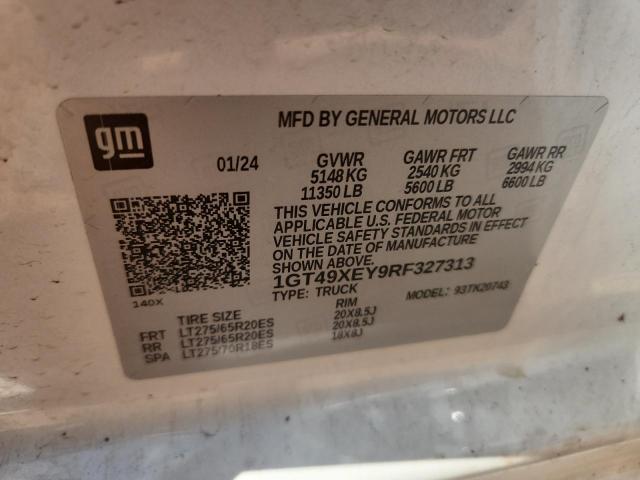 gm
MFD BY GENERAL MOTORS LLC
01/24 GVWR GAWR FRT GAWR RR
5148 KG 2540 KG 2994 KG
11350 LB 5600 LB 6600 LB
THIS VEHICLE CONFORMS TO ALL
APPLICABLE U.S. FEDERAL MOTOR
VEHICLE SAFETY STANDARDS IN EFFECT
ON THE DATE OF MANUFACTURE
SHOWN ABOVE.
1GT49XEY9RF327313
TYPE: TRUCK MODEL: 93TK20743
140X
TIRE SIZE RIM
FRT LT275/65R20ES 20X8.5J
RR LT275/65R20ES 20X8.5J
SPA LT275/70R18ES 18X8J